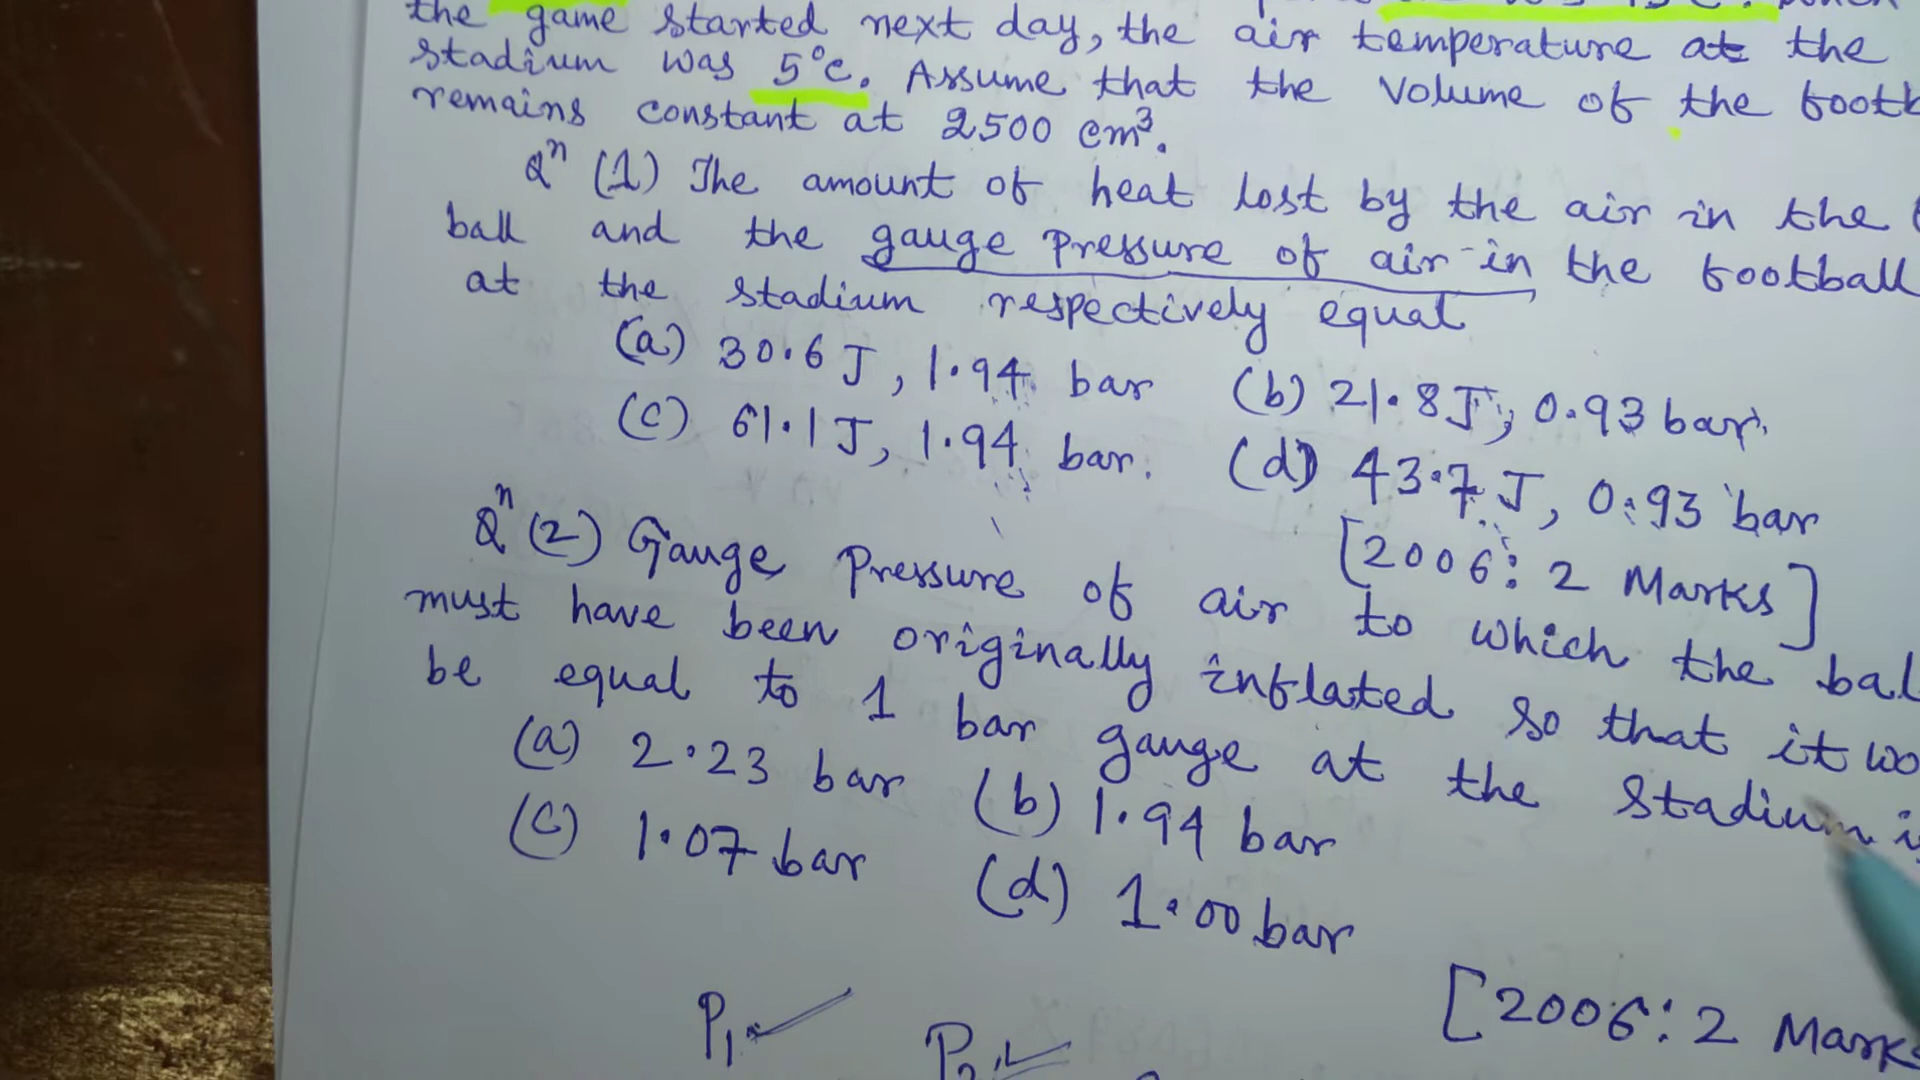 the game started next day, the air temperature at the
stadium was 5°C. Assume that the volume of the footb
remains constant at 2500 cm³.
Qⁿ (1) The amount of heat lost by the air in the
ball and the gauge pressure of air in the football
at the stadium respectively equal
(a) 30.6 J, 1.94 bar (b) 21.8 J, 0.93 bar.
(c) 61.1 J, 1.94 bar. (d) 43.7 J, 0.93 bar
[2006: 2 Marks]
Qⁿ (2) Gauge pressure of air to which the bal
must have been originally inflated so that it wo
be equal to 1 bar gauge at the stadium
(a) 2.23 bar (b) 1.94 bar
(c) 1.07 bar (d) 1.00 bar
[2006: 2 Marks
P₁
P₂